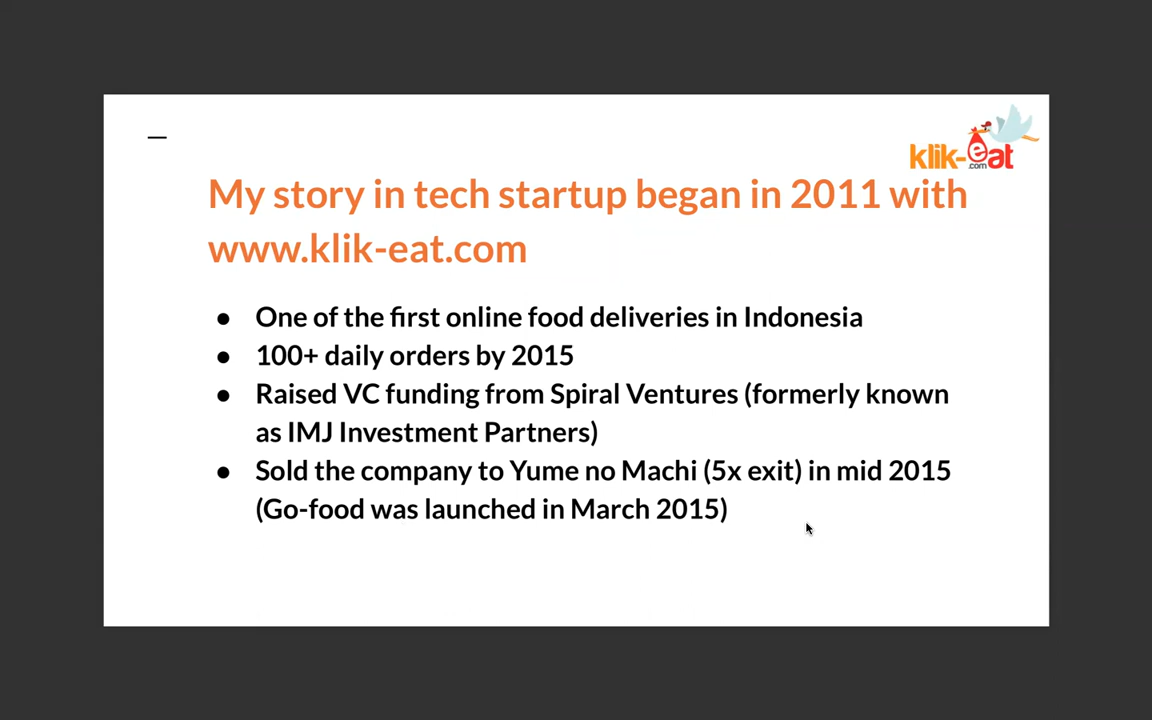 klik-eat
.com
My story in tech startup began in 2011 with
www.klik-eat.com
● One of the first online food deliveries in Indonesia
● 100+ daily orders by 2015
● Raised VC funding from Spiral Ventures (formerly known
as IMJ Investment Partners)
● Sold the company to Yume no Machi (5x exit) in mid 2015
(Go-food was launched in March 2015)